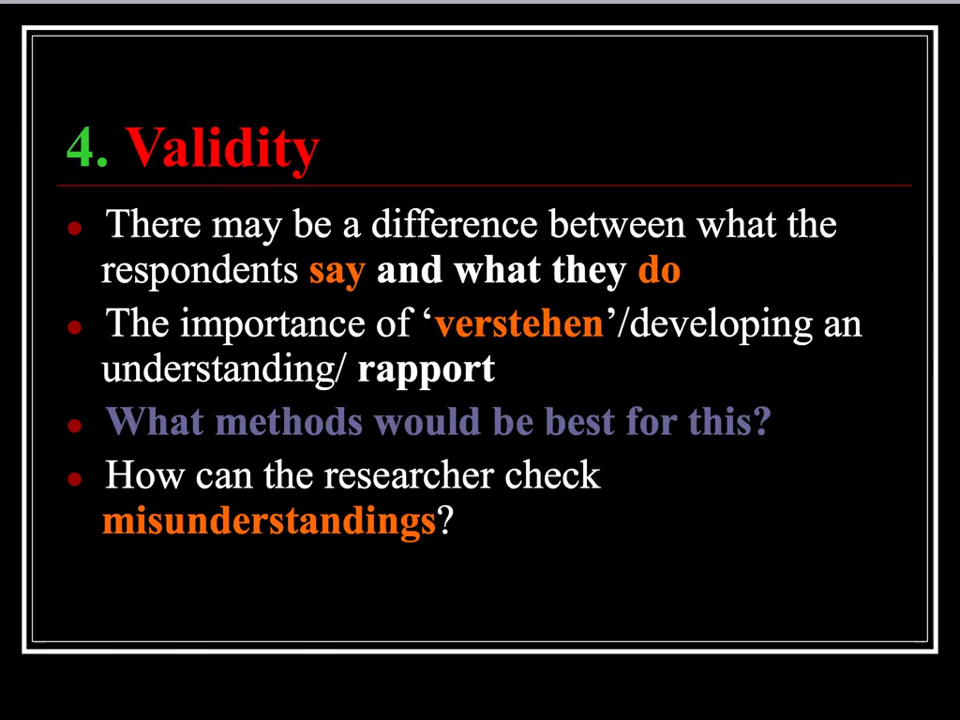 4. Validity
● There may be a difference between what the
respondents say and what they do
● The importance of ‘verstehen’/developing an
understanding/ rapport
● What methods would be best for this?
● How can the researcher check
misunderstandings?